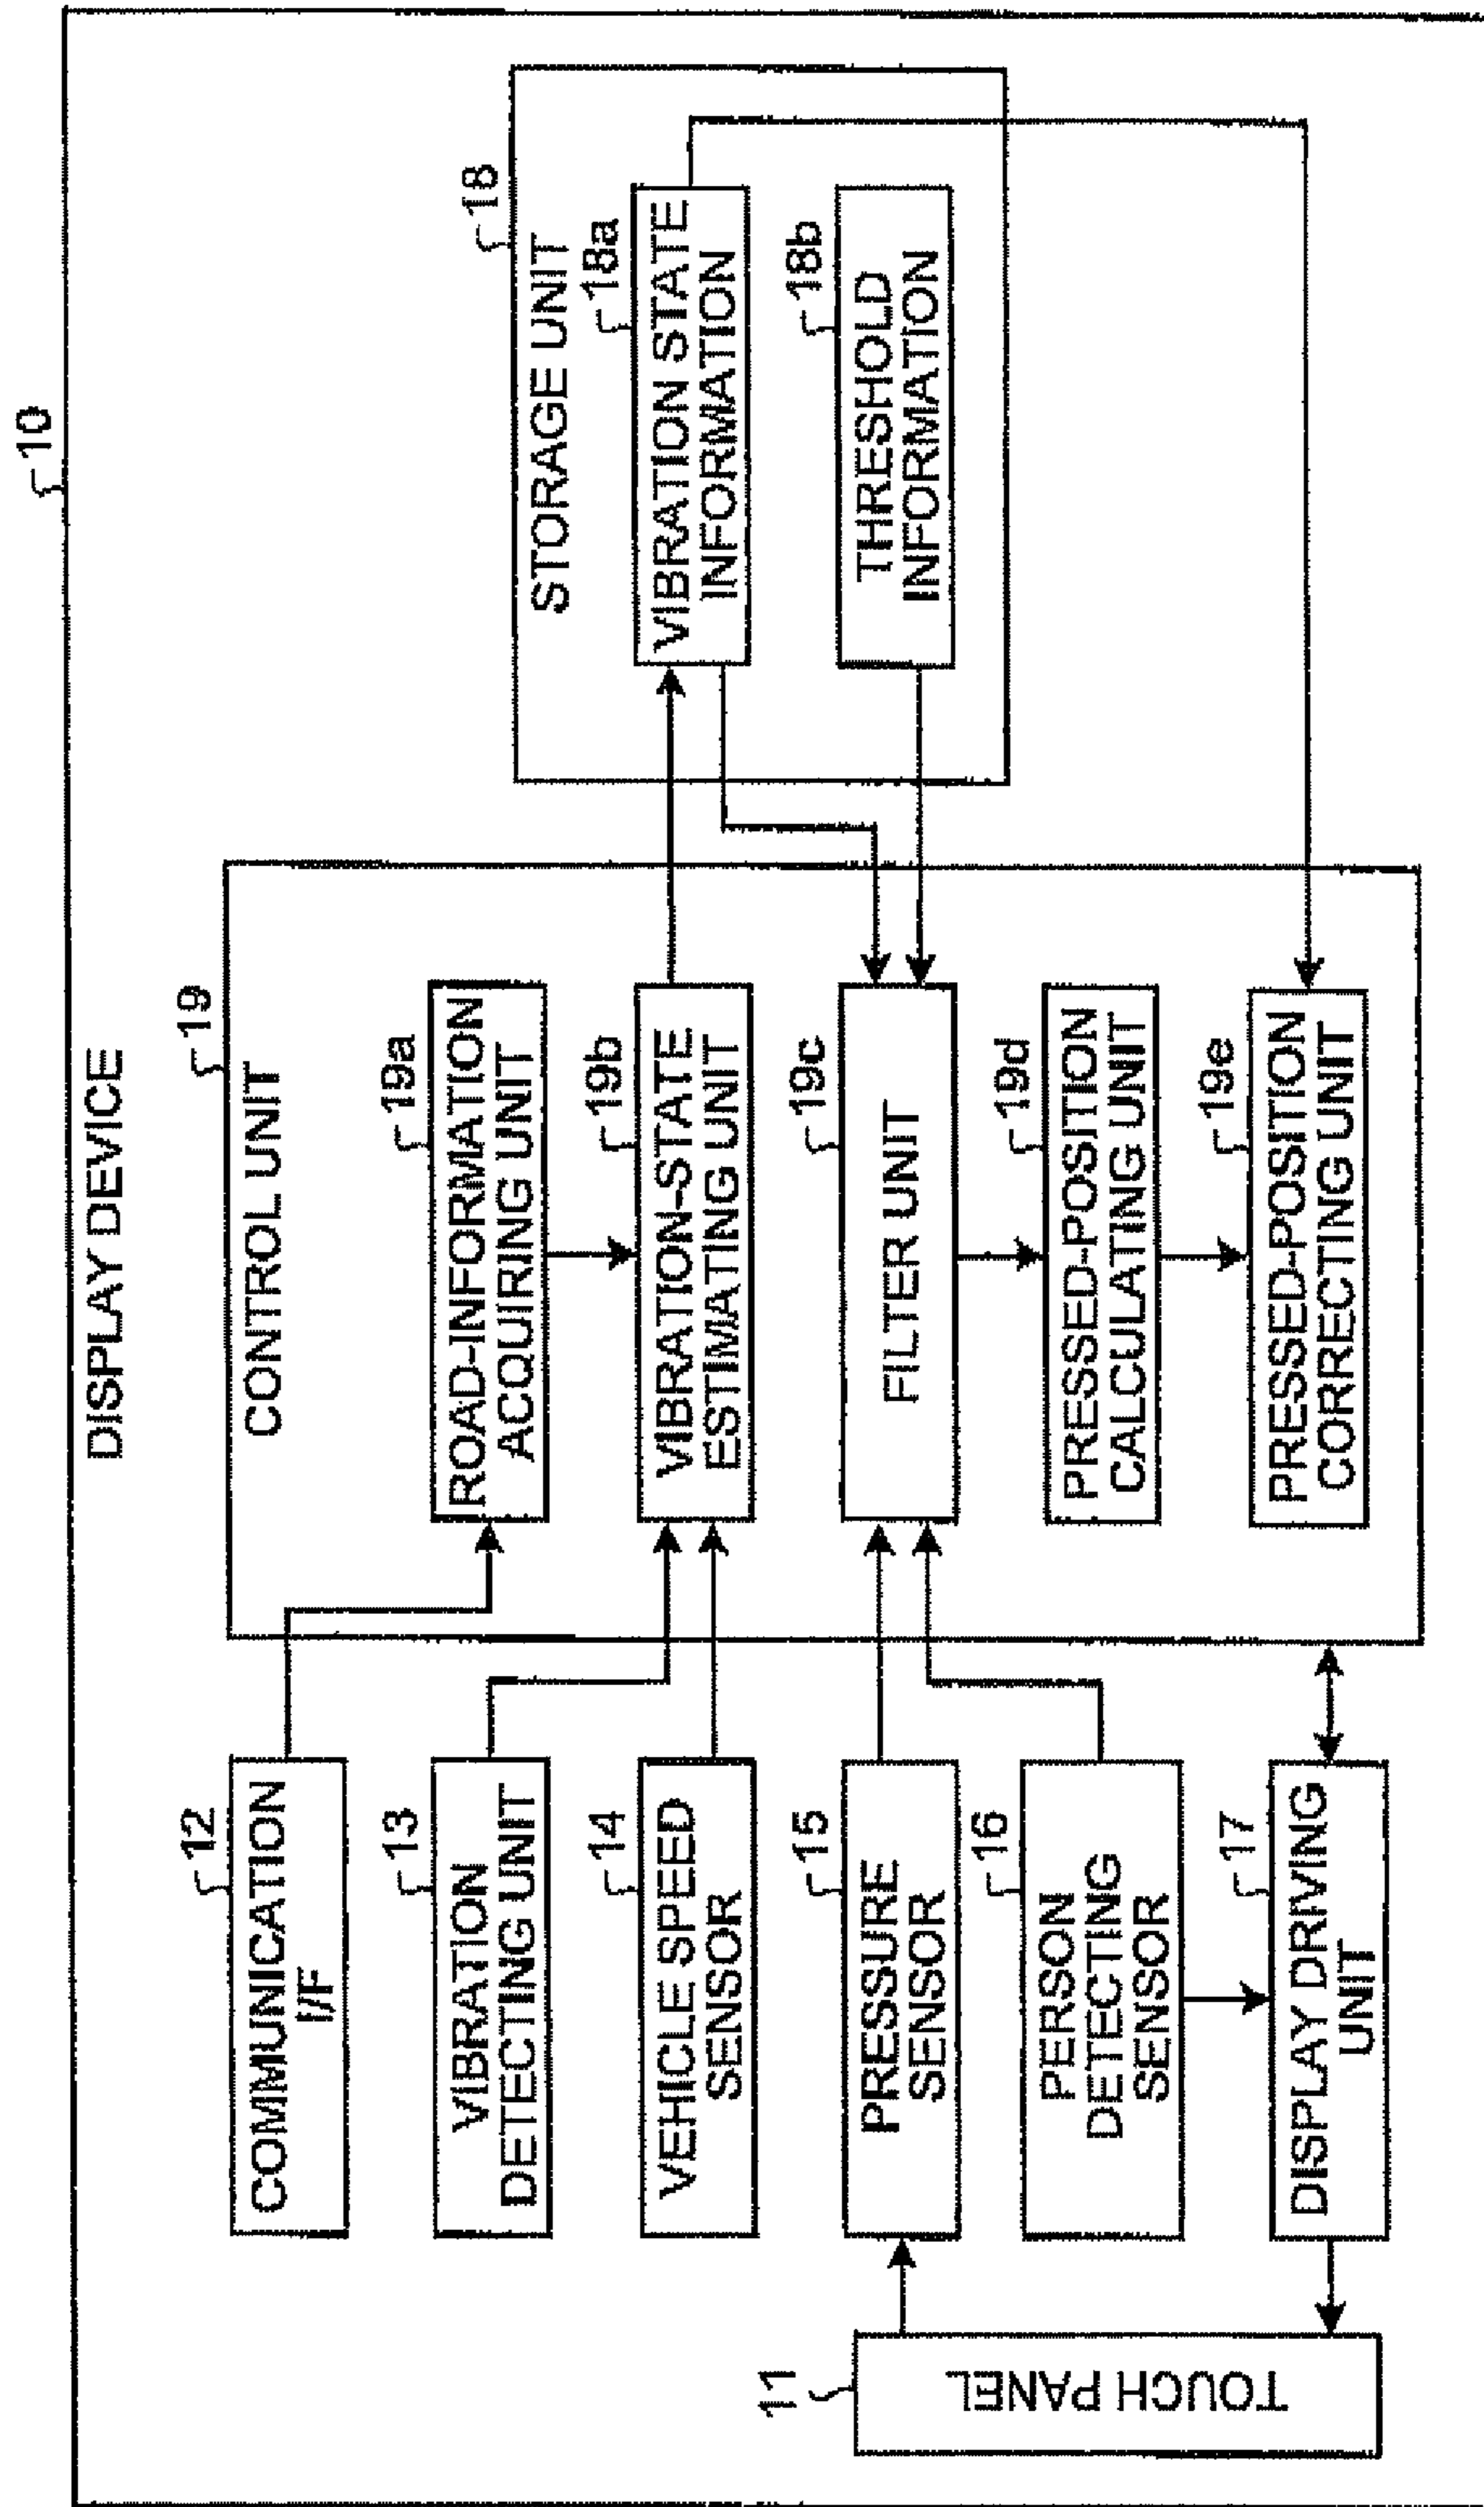 10
DISPLAY DEVICE
11
TOUCH PANEL
12
COMMUNICATION
I/F
13
VIBRATION
DETECTING UNIT
14
VEHICLE SPEED
SENSOR
15
PRESSURE
SENSOR
16
PERSON
DETECTING
SENSOR
17
DISPLAY DRIVING
UNIT
19
CONTROL UNIT
19a
ROAD-INFORMATION
ACQUIRING UNIT
19b
VIBRATION-STATE
ESTIMATING UNIT
19c
FILTER UNIT
19d
PRESSED-POSITION
CALCULATING UNIT
19e
PRESSED-POSITION
CORRECTING UNIT
18
STORAGE UNIT
18a
VIBRATION STATE
INFORMATION
18b
THRESHOLD
INFORMATION